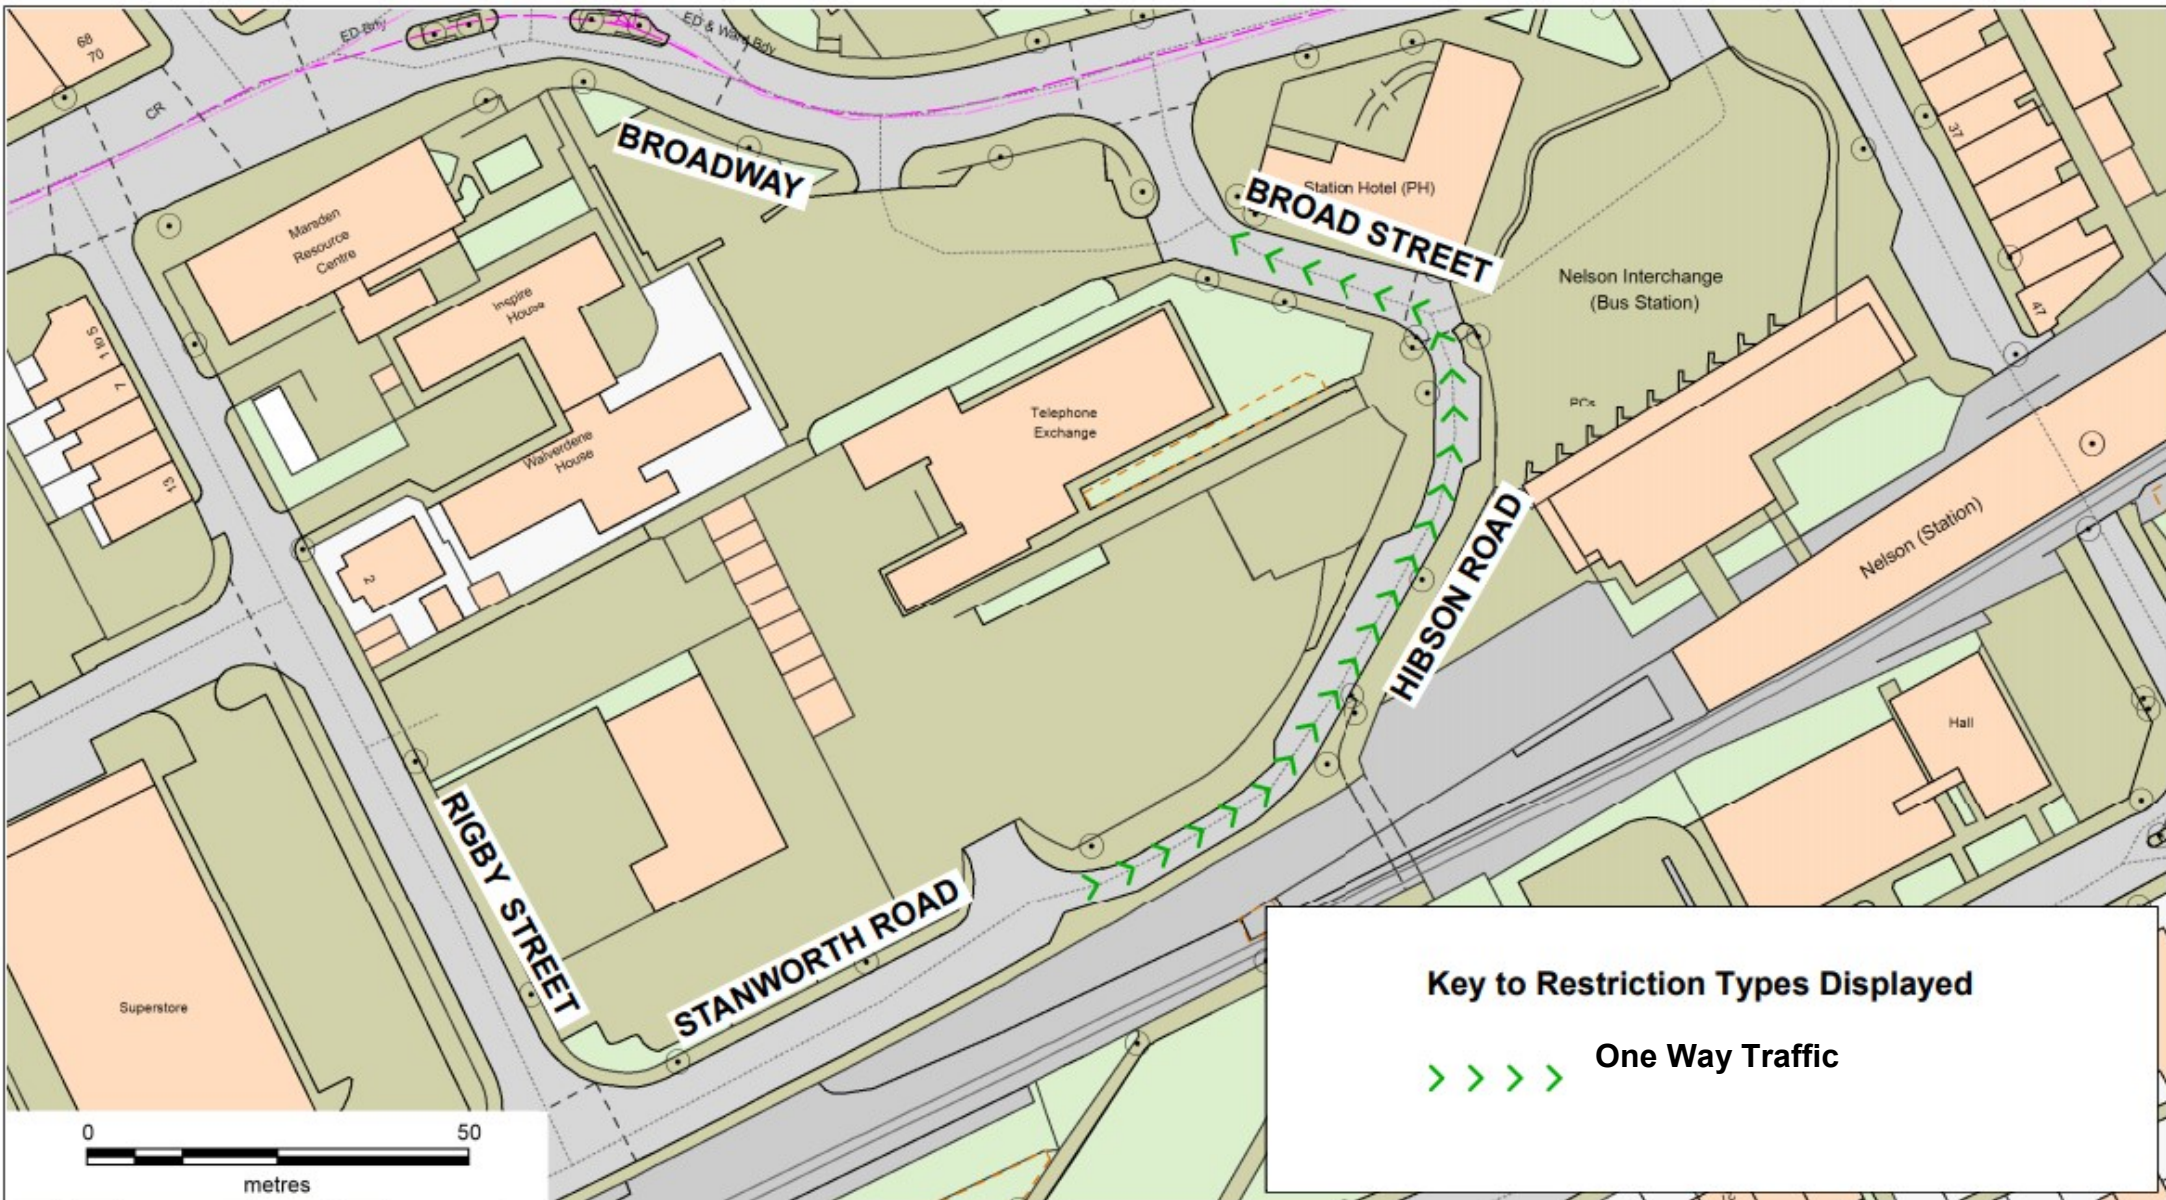 68
70
ED Bdy
ED & Ward Bdy
CR
BROADWAY
Station Hotel (PH)
BROAD STREET
37
47
Marsden
Resource
Centre
Inspire
House
Nelson Interchange
(Bus Station)
1 to 5
7
13
Telephone
Exchange
PCs
Walverdene
House
2
HIBSON ROAD
Nelson (Station)
Hall
RIGBY STREET
STANWORTH ROAD
Superstore
Key to Restriction Types Displayed
One Way Traffic
0
50
metres